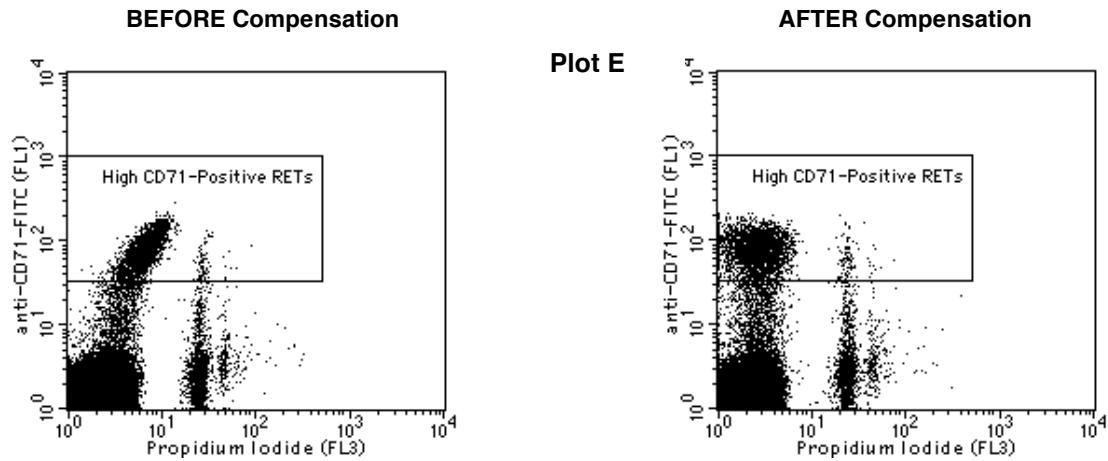 BEFORE Compensation
AFTER Compensation
Plot E
10^4
10^3
10^2
10^1
10^0
anti-CD71-FITC (FL1)
High CD71-Positive RETs
10^0 10^1 10^2 10^3 10^4
Propidium Iodide (FL3)
10^4
10^3
10^2
10^1
10^0
anti-CD71-FITC (FL1)
High CD71-Positive RETs
10^0 10^1 10^2 10^3 10^4
Propidium Iodide (FL3)